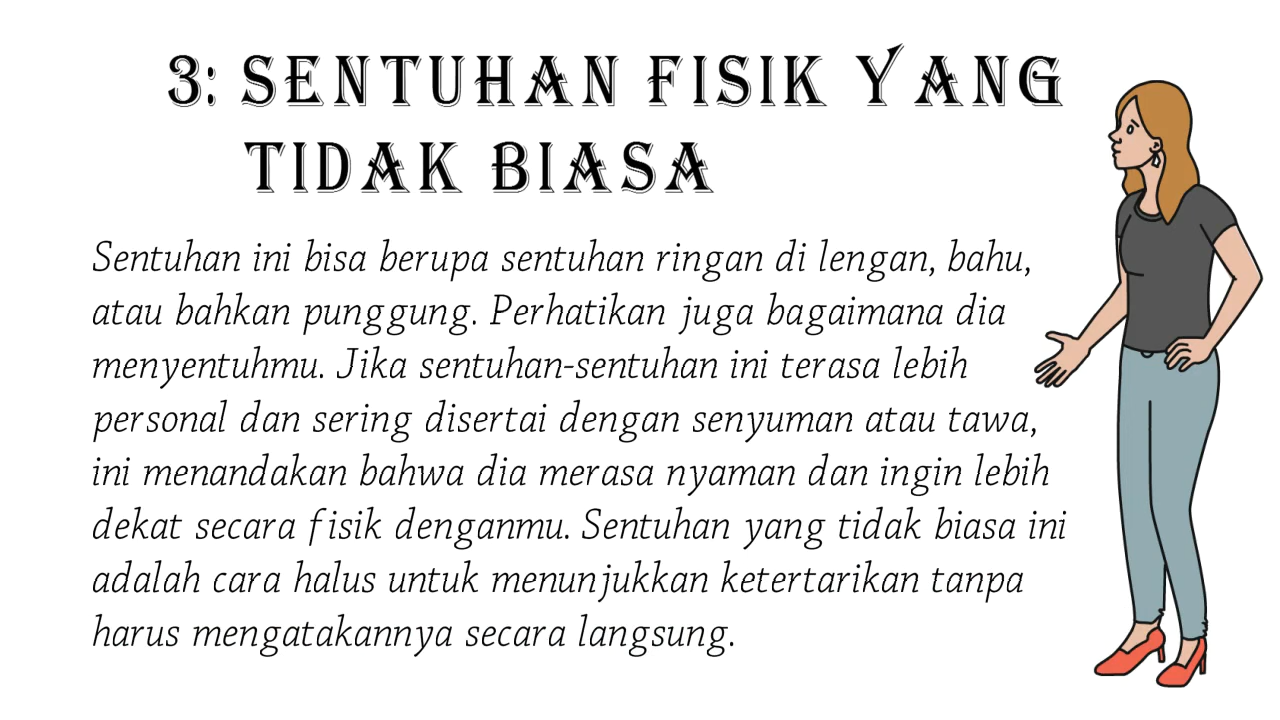 3: SENTUHAN FISIK YANG
TIDAK BIASA
Sentuhan ini bisa berupa sentuhan ringan di lengan, bahu,
atau bahkan punggung. Perhatikan juga bagaimana dia
menyentuhmu. Jika sentuhan-sentuhan ini terasa lebih
personal dan sering disertai dengan senyuman atau tawa,
ini menandakan bahwa dia merasa nyaman dan ingin lebih
dekat secara fisik denganmu. Sentuhan yang tidak biasa ini
adalah cara halus untuk menunjukkan ketertarikan tanpa
harus mengatakannya secara langsung.